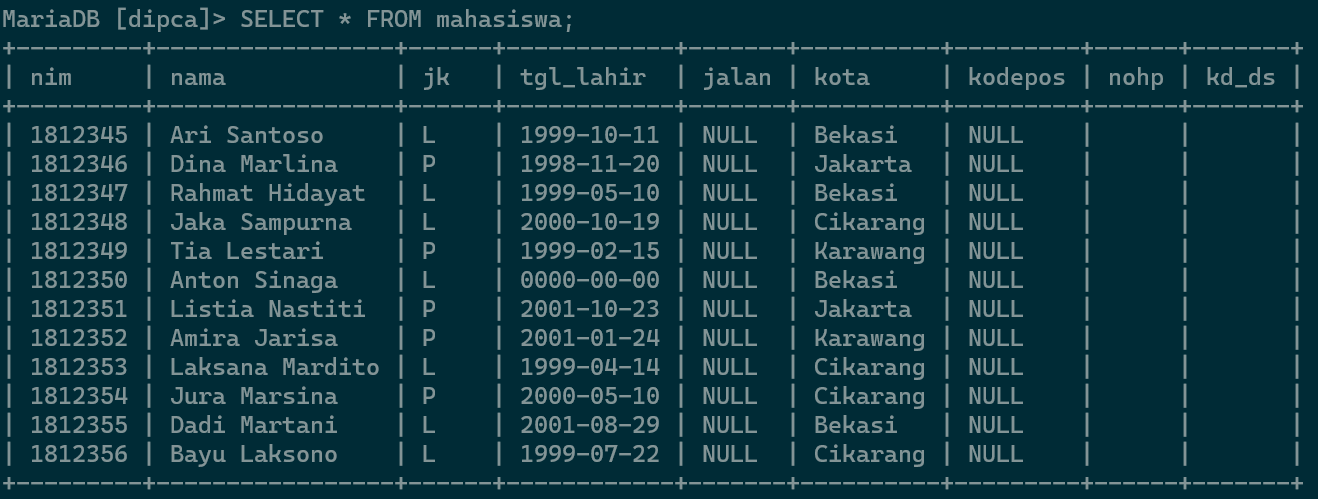 MariaDB [dipca]> SELECT * FROM mahasiswa;
+---------+-----------------+------+------------+-------+----------+---------+------+-------+
| nim     | nama            | jk   | tgl_lahir  | jalan | kota     | kodepos | nohp | kd_ds |
+---------+-----------------+------+------------+-------+----------+---------+------+-------+
| 1812345 | Ari Santoso     | L    | 1999-10-11 | NULL  | Bekasi   | NULL    |      |       |
| 1812346 | Dina Marlina    | P    | 1998-11-20 | NULL  | Jakarta  | NULL    |      |       |
| 1812347 | Rahmat Hidayat  | L    | 1999-05-10 | NULL  | Bekasi   | NULL    |      |       |
| 1812348 | Jaka Sampurna   | L    | 2000-10-19 | NULL  | Cikarang | NULL    |      |       |
| 1812349 | Tia Lestari     | P    | 1999-02-15 | NULL  | Karawang | NULL    |      |       |
| 1812350 | Anton Sinaga    | L    | 0000-00-00 | NULL  | Bekasi   | NULL    |      |       |
| 1812351 | Listia Nastiti  | P    | 2001-10-23 | NULL  | Jakarta  | NULL    |      |       |
| 1812352 | Amira Jarisa    | P    | 2001-01-24 | NULL  | Karawang | NULL    |      |       |
| 1812353 | Laksana Mardito | L    | 1999-04-14 | NULL  | Cikarang | NULL    |      |       |
| 1812354 | Jura Marsina    | P    | 2000-05-10 | NULL  | Cikarang | NULL    |      |       |
| 1812355 | Dadi Martani    | L    | 2001-08-29 | NULL  | Bekasi   | NULL    |      |       |
| 1812356 | Bayu Laksono    | L    | 1999-07-22 | NULL  | Cikarang | NULL    |      |       |
+---------+-----------------+------+------------+-------+----------+---------+------+-------+